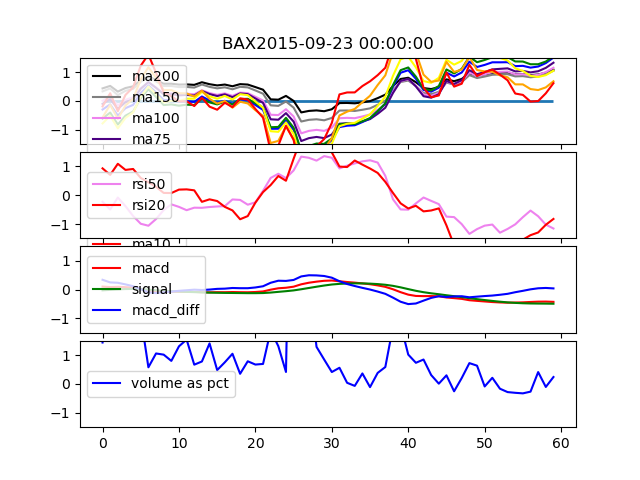 BAX2015-09-23 00:00:00
1
0
−1
ma200
ma150
ma100
ma75
1
0
−1
rsi50
rsi20
ma10
1
0
−1
macd
signal
macd_diff
1
0
−1
volume as pct
0 10 20 30 40 50 60